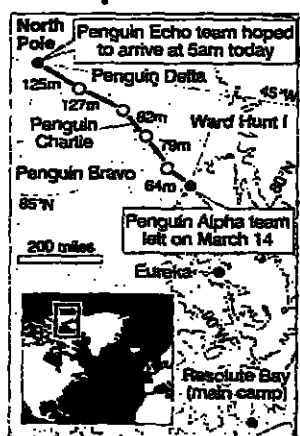 North
Pole
Penguin Echo team hoped
to arrive at 5am today
Penguin Delta
125m
127m
45°W
82m
Ward Hunt I
Penguin
Charlie
79m
Penguin Bravo
64m
80°N
85°N
Penguin Alpha team
left on March 14
200 miles
Eureka
Resolute Bay
(main camp)